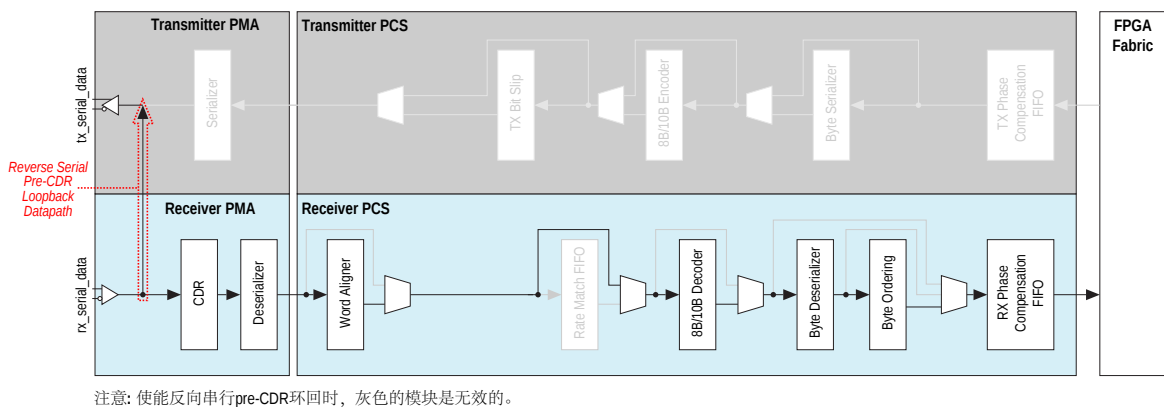 Transmitter PMA
Transmitter PCS
FPGA
Fabric
tx_serial_data
Serializer
TX Bit Slip
8B/10B Encoder
Byte Serializer
TX Phase
Compensation
FIFO
Reverse Serial
Pre-CDR
Loopback
Datapath
Receiver PMA
Receiver PCS
rx_serial_data
CDR
Deserializer
Word Aligner
Rate Match FIFO
8B/10B Decoder
Byte Deserializer
Byte Ordering
RX Phase
Compensation
FIFO
注意: 使能反向串行pre-CDR环回时，灰色的模块是无效的。